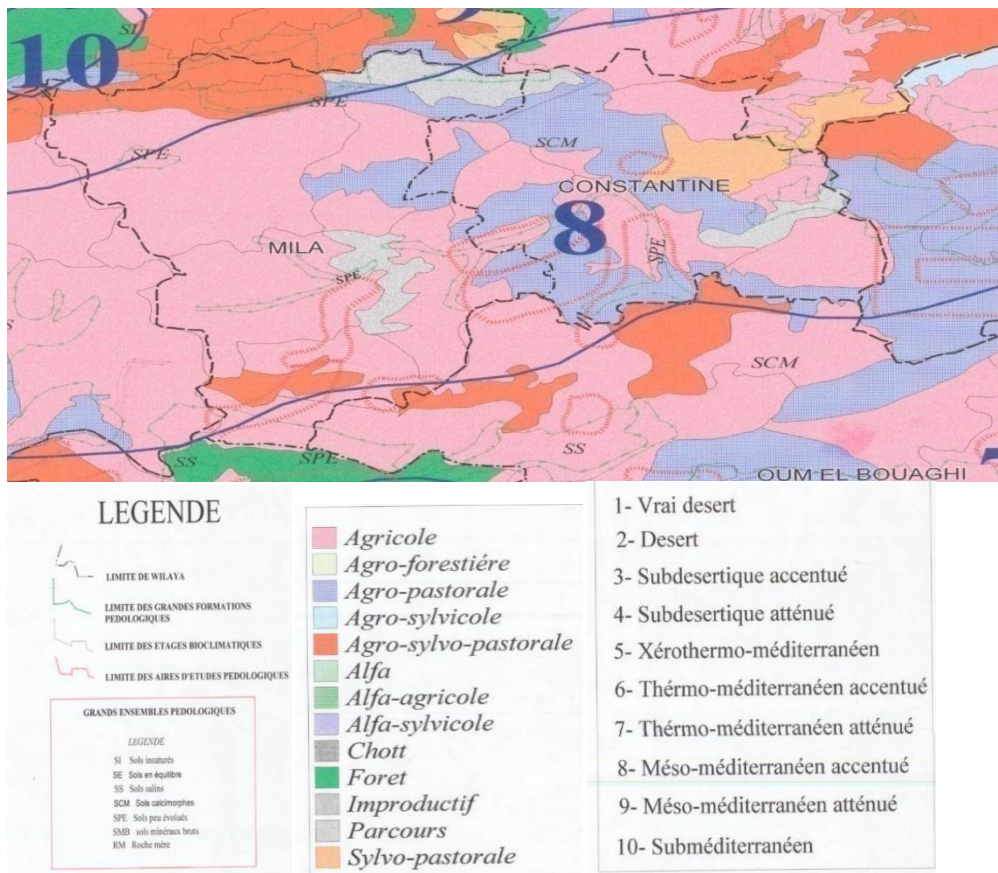 10
SI
SPE
SPE
SCM
CONSTANTINE
8
MILA
SPE
SPE
SCM
SS
SS
SPE
OUM EL BOUAGHI
LEGENDE
LIMITE DE WILAYA
LIMITE DES GRANDES FORMATIONS
PEDOLOGIQUES
LIMITE DES ETAGES BIOCLIMATIQUES
LIMITE DES AIRES D'ETUDES PEDOLOGIQUES
GRANDS ENSEMBLES PEDOLOGIQUES
LEGENDE
SI Sols insaturés
SE Sols en équilibre
SS Sols salins
SCM Sols calcimorphes
SPE Sols peu évolués
SMB sols minéraux bruts
RM Roche mère
Agricole
Agro-forestiére
Agro-pastorale
Agro-sylvicole
Agro-sylvo-pastorale
Alfa
Alfa-agricole
Alfa-sylvicole
Chott
Foret
Improductif
Parcours
Sylvo-pastorale
1- Vrai desert
2- Desert
3- Subdesertique accentué
4- Subdesertique atténué
5- Xérothermo-méditerranéen
6- Thérmo-méditerranéen accentué
7- Thérmo-méditerranéen atténué
8- Méso-méditerranéen accentué
9- Méso-méditerranéen atténué
10- Subméditerranéen